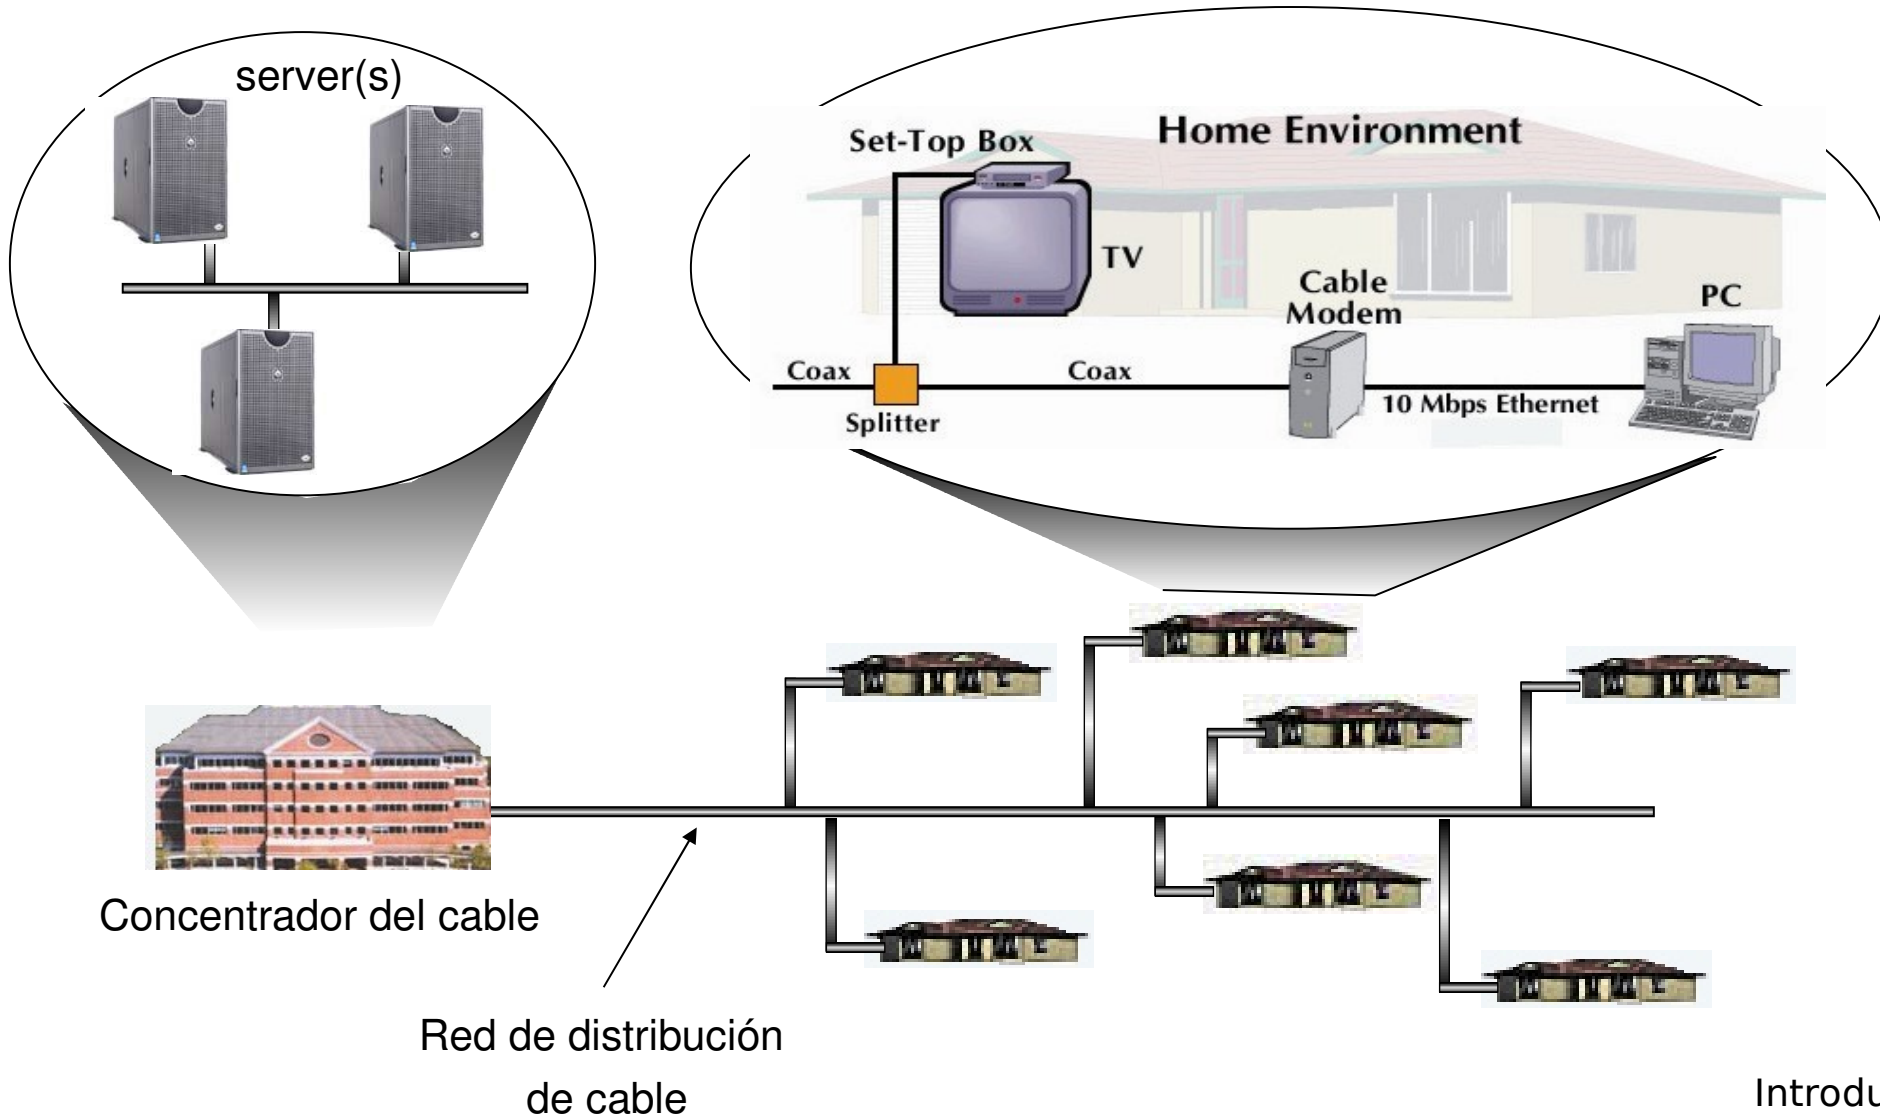 server(s)
Home Environment
Set-Top Box
TV
Cable
Modem
PC
Coax
Coax
10 Mbps Ethernet
Splitter
Concentrador del cable
Red de distribución
de cable
Introdu